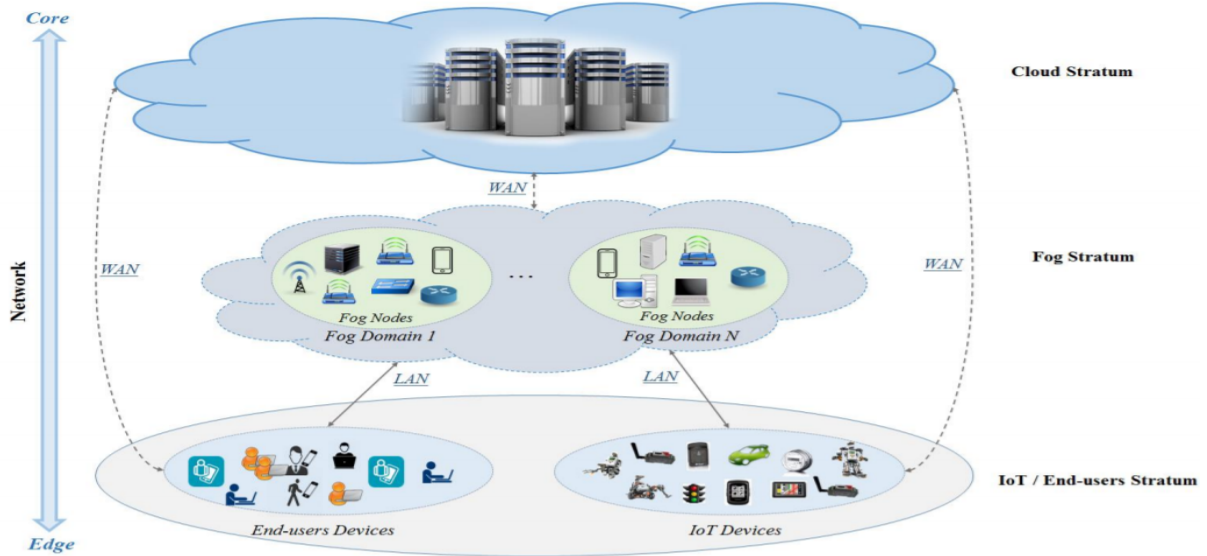 Core
Cloud Stratum
WAN
Fog Stratum
WAN
WAN
Network
...
Fog Nodes
Fog Nodes
Fog Domain 1
Fog Domain N
LAN
LAN
IoT / End-users Stratum
End-users Devices
IoT Devices
Edge